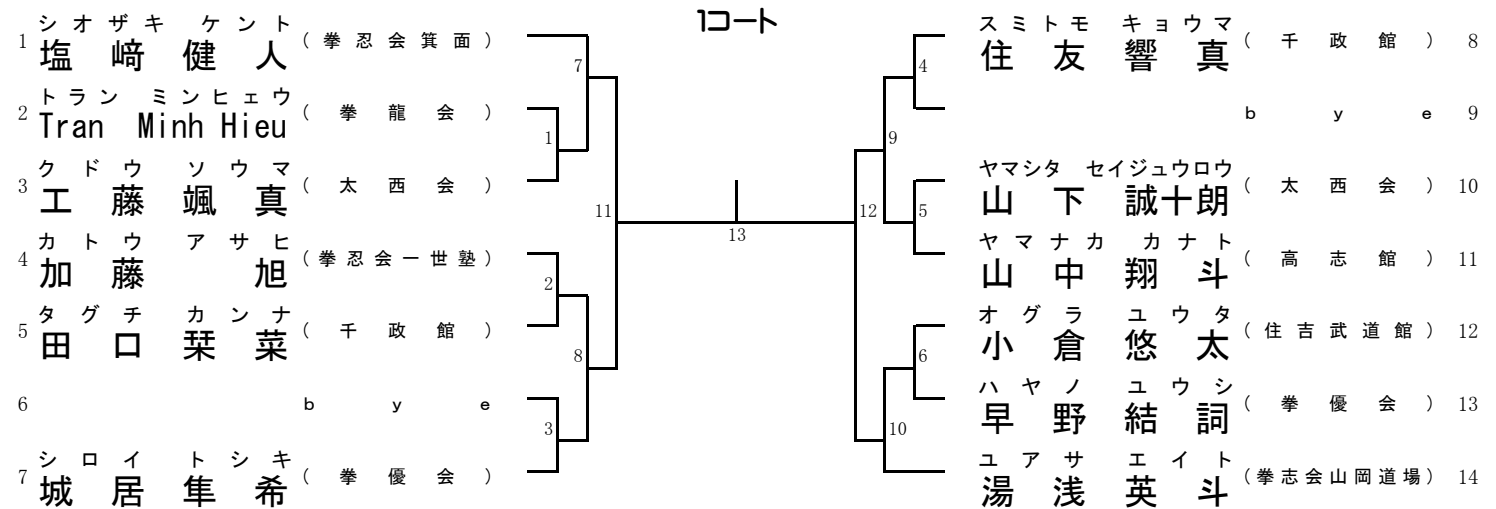 1コート
シオザキ ケント
1 塩﨑健人 (拳忍会箕面)
トラン ミンヒェウ
2 Tran Minh Hieu (拳龍会)
クドウ ソウマ
3 工藤颯真 (太西会)
カトウ アサヒ
4 加藤旭 (拳忍会一世塾)
タグチ カンナ
5 田口栞菜 (千政館)
6 bye
シロイ トシキ
7 城居隼希 (拳優会)
7
1
11
2
8
3
13
4
9
12
5
6
10
スミトモ キョウマ
住友響真 (千政館) 8
bye 9
ヤマシタ セイジュウロウ
山下誠十朗 (太西会) 10
ヤマナカ カナト
山中翔斗 (高志館) 11
オグラ ユウタ
小倉悠太 (住吉武道館) 12
ハヤノ ユウシ
早野結詞 (拳優会) 13
ユアサ エイト
湯浅英斗 (拳志会山岡道場) 14